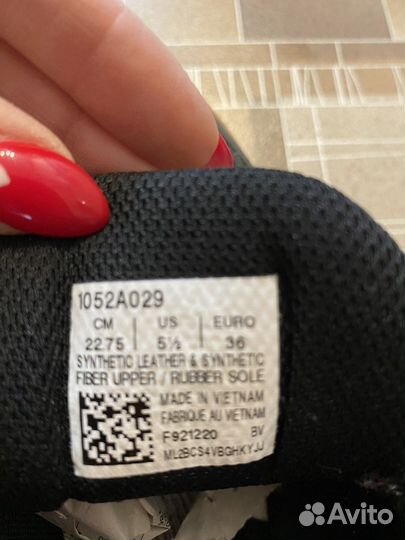 1052A029
CM US EURO
22.75 5½ 36
SYNTHETIC LEATHER & SYNTHETIC
FIBER UPPER / RUBBER SOLE
MADE IN VIETNAM
FABRIQUE AU VIETNAM
F921220 BV
ML2BCS4VBGHKYJJ
Avito